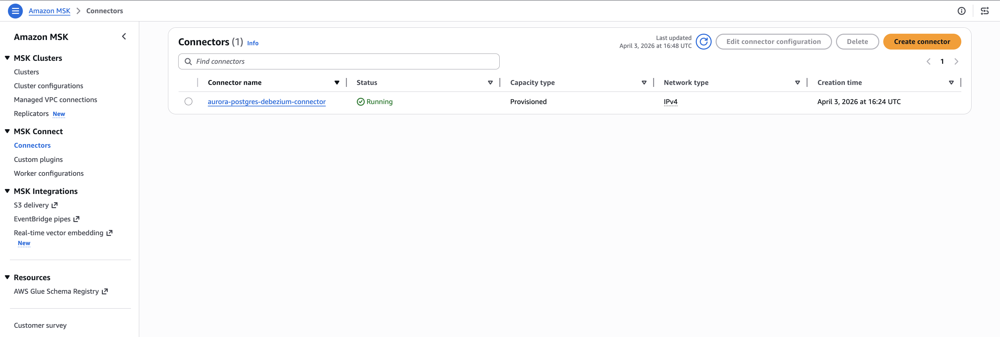 Amazon MSK > Connectors
Amazon MSK
MSK Clusters
Clusters
Cluster configurations
Managed VPC connections
Replicators New
MSK Connect
Connectors
Custom plugins
Worker configurations
MSK Integrations
S3 delivery
EventBridge pipes
Real-time vector embedding
New
Resources
AWS Glue Schema Registry
Customer survey
Connectors (1) Info
Last updated
April 3, 2026 at 16:48 UTC
Edit connector configuration
Delete
Create connector
Find connectors
1
Connector name Status Capacity type Network type Creation time
aurora-postgres-debezium-connector Running Provisioned IPv4 April 3, 2026 at 16:24 UTC